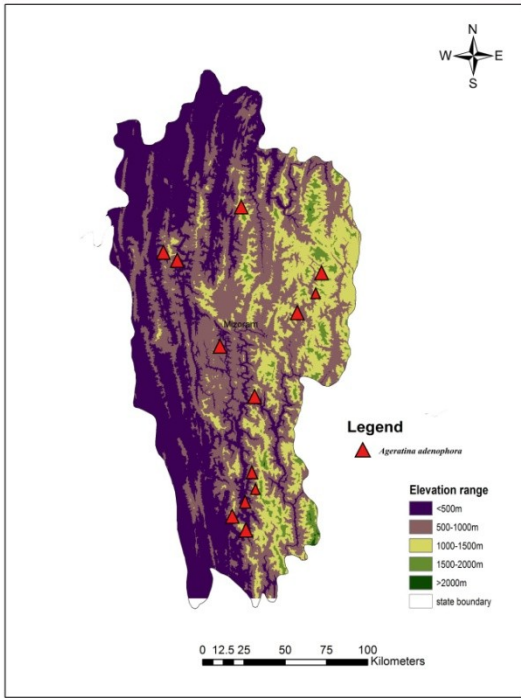 N
W E
S
Mizoram
Legend
Ageratina adenophora
Elevation range
<500m
500-1000m
1000-1500m
1500-2000m
>2000m
state boundary
0 12.5 25 50 75 100
Kilometers